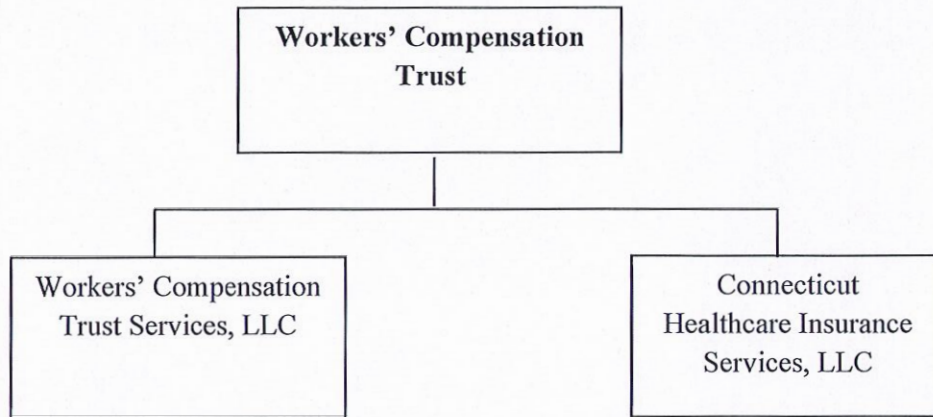 Workers’ Compensation
Trust
Workers’ Compensation
Trust Services, LLC
Connecticut
Healthcare Insurance
Services, LLC